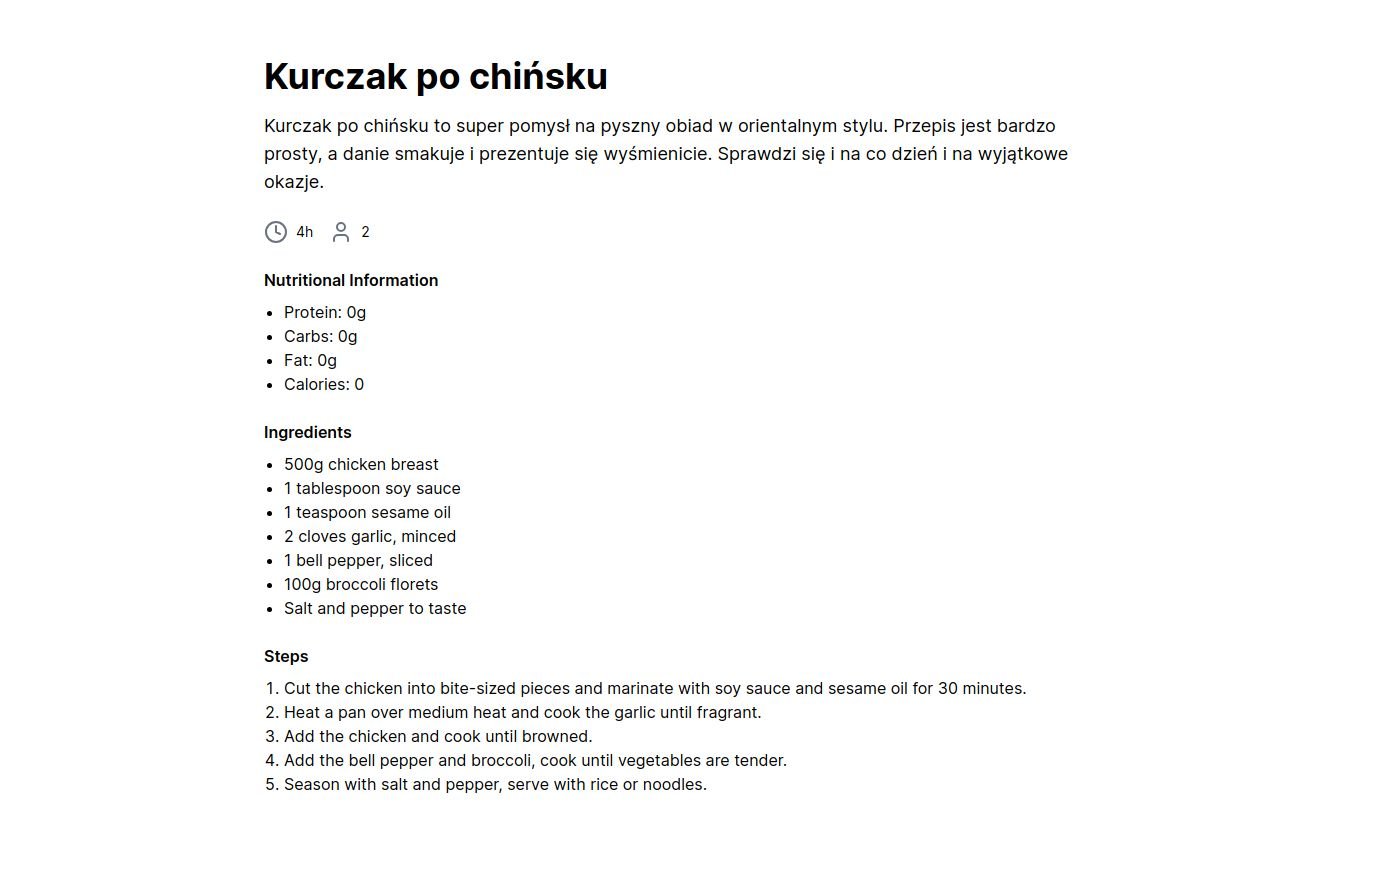 Kurczak po chińsku
Kurczak po chińsku to super pomysł na pyszny obiad w orientalnym stylu. Przepis jest bardzo
prosty, a danie smakuje i prezentuje się wyśmienicie. Sprawdzi się i na co dzień i na wyjątkowe
okazje.
4h 2
Nutritional Information
• Protein: 0g
• Carbs: 0g
• Fat: 0g
• Calories: 0
Ingredients
• 500g chicken breast
• 1 tablespoon soy sauce
• 1 teaspoon sesame oil
• 2 cloves garlic, minced
• 1 bell pepper, sliced
• 100g broccoli florets
• Salt and pepper to taste
Steps
1. Cut the chicken into bite-sized pieces and marinate with soy sauce and sesame oil for 30 minutes.
2. Heat a pan over medium heat and cook the garlic until fragrant.
3. Add the chicken and cook until browned.
4. Add the bell pepper and broccoli, cook until vegetables are tender.
5. Season with salt and pepper, serve with rice or noodles.